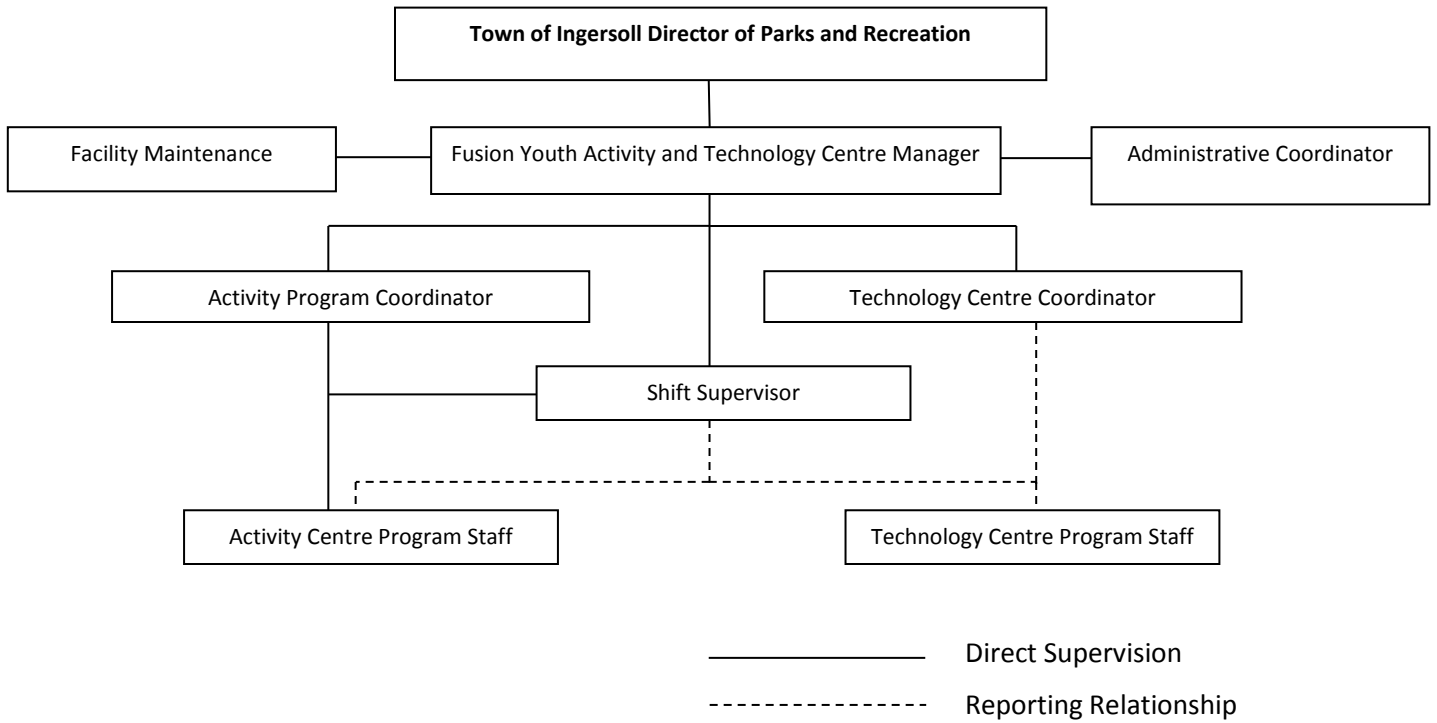 Town of Ingersoll Director of Parks and Recreation
Facility Maintenance
Fusion Youth Activity and Technology Centre Manager
Administrative Coordinator
Activity Program Coordinator
Technology Centre Coordinator
Shift Supervisor
Activity Centre Program Staff
Technology Centre Program Staff
Direct Supervision
Reporting Relationship